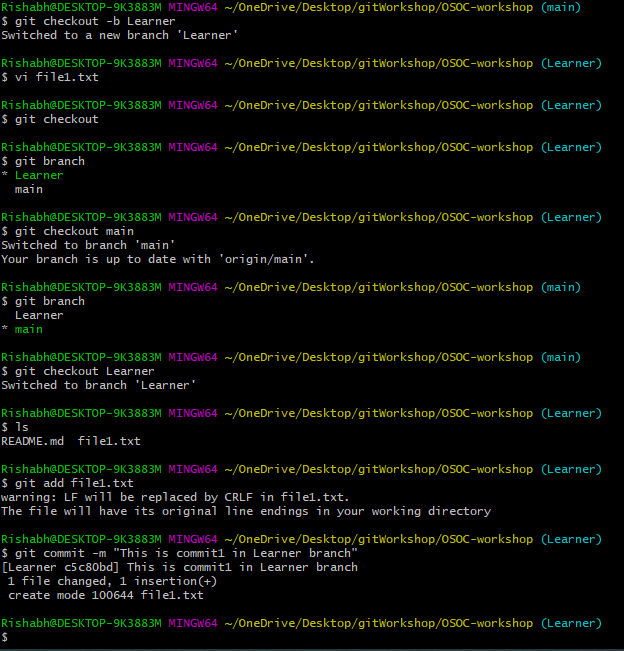 Rishabh@DESKTOP-9K3883M MINGW64 ~/OneDrive/Desktop/gitWorkshop/OSOC-workshop (main)
$ git checkout -b Learner
Switched to a new branch 'Learner'
Rishabh@DESKTOP-9K3883M MINGW64 ~/OneDrive/Desktop/gitWorkshop/OSOC-workshop (Learner)
$ vi file1.txt
Rishabh@DESKTOP-9K3883M MINGW64 ~/OneDrive/Desktop/gitWorkshop/OSOC-workshop (Learner)
$ git checkout
Rishabh@DESKTOP-9K3883M MINGW64 ~/OneDrive/Desktop/gitWorkshop/OSOC-workshop (Learner)
$ git branch
* Learner
  main
Rishabh@DESKTOP-9K3883M MINGW64 ~/OneDrive/Desktop/gitWorkshop/OSOC-workshop (Learner)
$ git checkout main
Switched to branch 'main'
Your branch is up to date with 'origin/main'.
Rishabh@DESKTOP-9K3883M MINGW64 ~/OneDrive/Desktop/gitWorkshop/OSOC-workshop (main)
$ git branch
  Learner
* main
Rishabh@DESKTOP-9K3883M MINGW64 ~/OneDrive/Desktop/gitWorkshop/OSOC-workshop (main)
$ git checkout Learner
Switched to branch 'Learner'
Rishabh@DESKTOP-9K3883M MINGW64 ~/OneDrive/Desktop/gitWorkshop/OSOC-workshop (Learner)
$ ls
README.md  file1.txt
Rishabh@DESKTOP-9K3883M MINGW64 ~/OneDrive/Desktop/gitWorkshop/OSOC-workshop (Learner)
$ git add file1.txt
warning: LF will be replaced by CRLF in file1.txt.
The file will have its original line endings in your working directory
Rishabh@DESKTOP-9K3883M MINGW64 ~/OneDrive/Desktop/gitWorkshop/OSOC-workshop (Learner)
$ git commit -m "This is commit1 in Learner branch"
[Learner c5c80bd] This is commit1 in Learner branch
 1 file changed, 1 insertion(+)
 create mode 100644 file1.txt
Rishabh@DESKTOP-9K3883M MINGW64 ~/OneDrive/Desktop/gitWorkshop/OSOC-workshop (Learner)
$